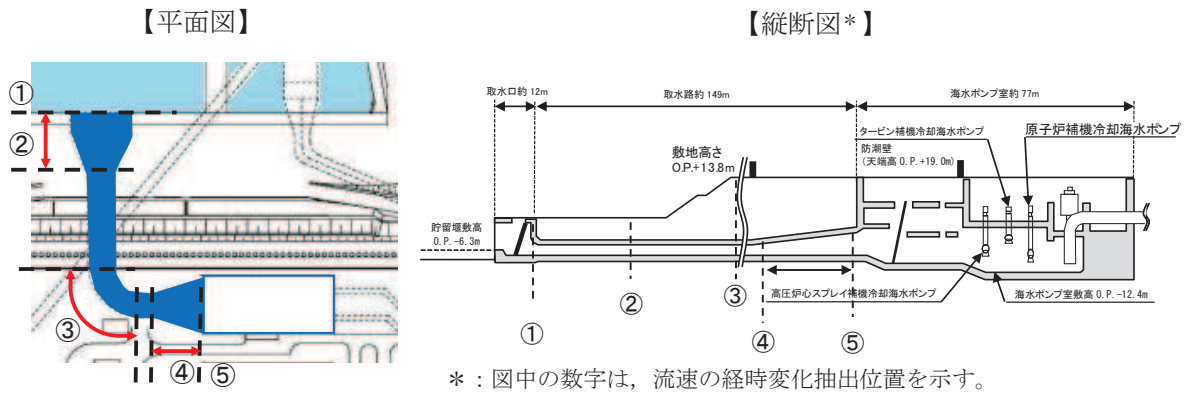 【平面図】
①
②
③
④
⑤
【縦断図*】
取水口約 12m
取水路約 149m
海水ポンプ室約 77m
タービン補機冷却海水ポンプ
原子炉補機冷却海水ポンプ
防潮壁
(天端高 O.P.+19.0m)
敷地高さ
O.P.+13.8m
貯留堰敷高
O.P.-6.3m
①
②
③
④
⑤
高圧炉心スプレイ補機冷却海水ポンプ
海水ポンプ室敷高 O.P.-12.4m
*:図中の数字は,流速の経時変化抽出位置を示す。